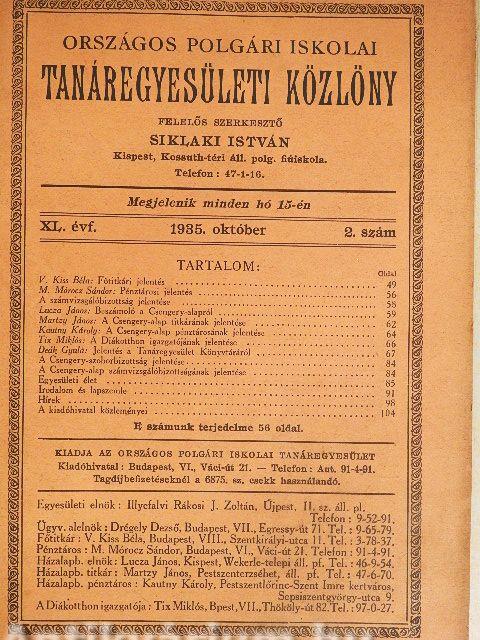 ORSZÁGOS POLGÁRI ISKOLAI
TANÁREGYESÜLETI KÖZLÖNY
FELELŐS SZERKESZTŐ
SIKLAKI ISTVÁN
Kispest, Kossuth-téri áll. polg. fiúiskola.
Telefon : 47-1-16.
Megjelenik minden hó 15-én
XL. évf. 1935. október 2. szám
TARTALOM:
Oldal
V. Kiss Béla: Főtitkári jelentés 49
M. Mórocz Sándor: Pénztárosi jelentés 56
A számvizsgálóbizottság jelentése 58
Lucza János: Beszámoló a Csengery-alapról 59
Martzy János: A Csengery-alap titkárának jelentése 62
Kautny Károly: A Csengery-alap pénztárosának jelentése 64
Tix Miklós: A Diákotthon igazgatójának jelentése 66
Deák Gyula: Jelentés a Tanáregyesület Könyvtáráról 67
A Csengery-szoborbizottság jelentése 84
A Csengery-alap számvizsgálóbizottságának jelentése 84
Egyesületi élet 85
Irodalom és lapszemle 91
Hírek 98
A kiadóhivatal közleményei 104
E számunk terjedelme 56 oldal.
KIADJA AZ ORSZÁGOS POLGÁRI ISKOLAI TANÁREGYESÜLET
Kiadóhivatal : Budapest, VI., Váci-út 21. — Telefon : Aut. 91-4-91.
Tagdíjbefizetéseknél a 6875. sz. csekk használandó.
Egyesületi elnök : Illyefalvi Rákosi J. Zoltán, Újpest, II. sz. áll. pl.
Telefon : 9-52-91.
Ügyv. alelnök : Drégely Dezső, Budapest, VII., Egressy-út 71. Tel. : 9-65-79.
Főtitkár : V. Kiss Béla, Budapest, VIII., Szentkirályi-utca 11. Tel. : 3-78-37.
Pénztáros : M. Mórocz Sándor, Budapest, VI., Váci-út 21. Telefon : 91-4-91.
Házalapb. elnök : Lucza János, Kispest, Wekerle-telepi áll. pf. Tel. : 46-9-54.
Házalapb. titkár : Martzy János, Pestszenterzsébet, áll. pf. Tel. : 47-6-70.
Házalapb. pénztáros : Kautny Károly, Pestszentlőrinc-Szent Imre kertváros,
Sepsiszentgyörgy-utca 9.
A Diákotthon igazgatója : Tix Miklós, Bpest, VII., Thököly-út 82. Tel. : 97-0-27.